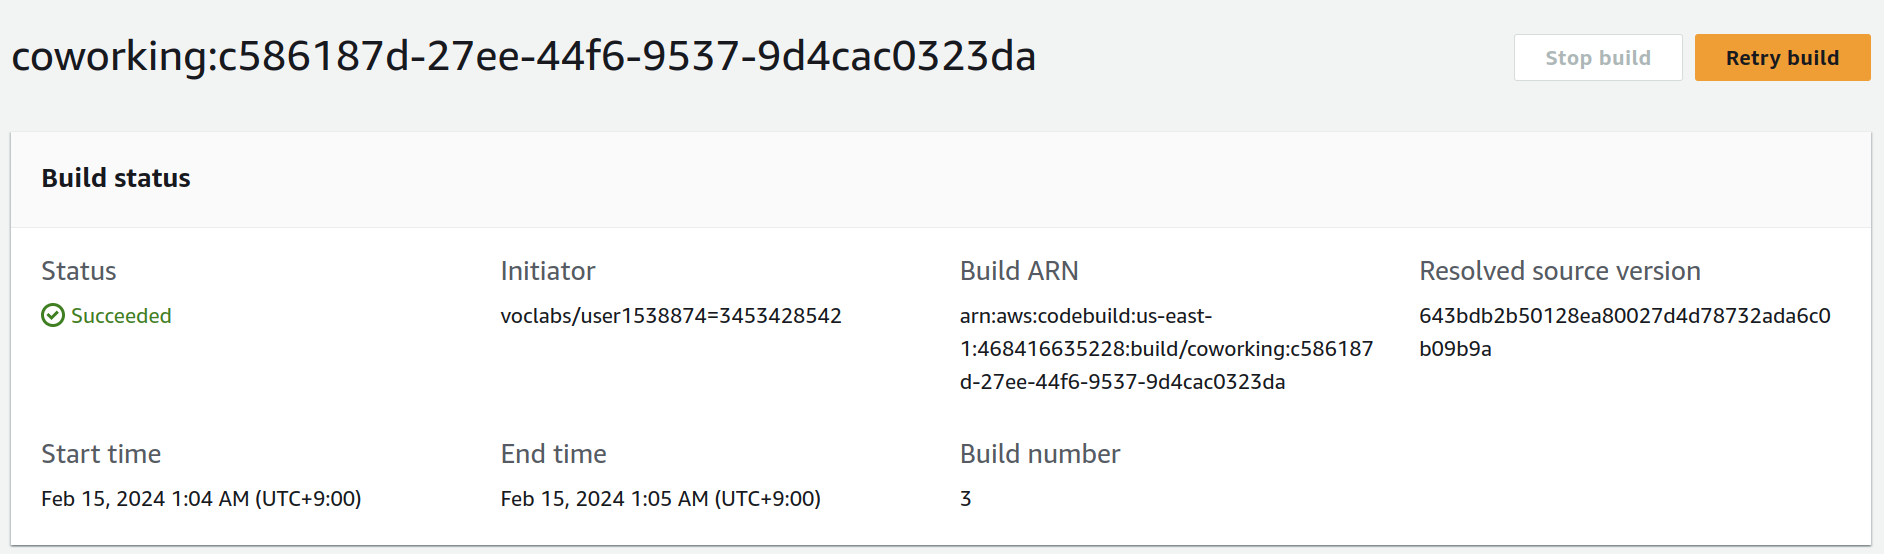 coworking:c586187d-27ee-44f6-9537-9d4cac0323da
Stop build
Retry build
Build status
Status
Succeeded
Initiator
voclabs/user1538874=3453428542
Build ARN
arn:aws:codebuild:us-east-
1:468416635228:build/coworking:c586187
d-27ee-44f6-9537-9d4cac0323da
Resolved source version
643bdb2b50128ea80027d4d78732ada6c0
b09b9a
Start time
Feb 15, 2024 1:04 AM (UTC+9:00)
End time
Feb 15, 2024 1:05 AM (UTC+9:00)
Build number
3